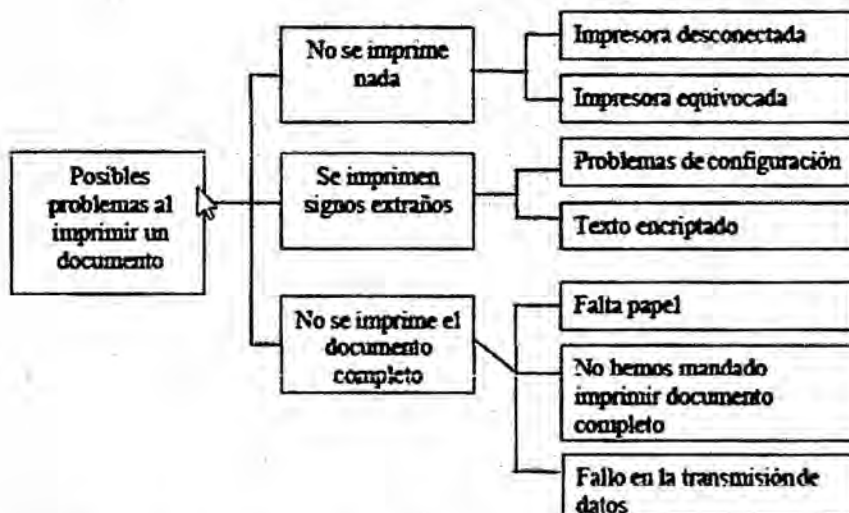 Posibles
problemas al
imprimir un
documento
No se imprime
nada
Impresora desconectada
Impresora equivocada
Se imprimen
signos extraños
Problemas de configuración
Texto encriptado
No se imprime el
documento
completo
Falta papel
No hemos mandado
imprimir documento
completo
Fallo en la transmisión de
datos